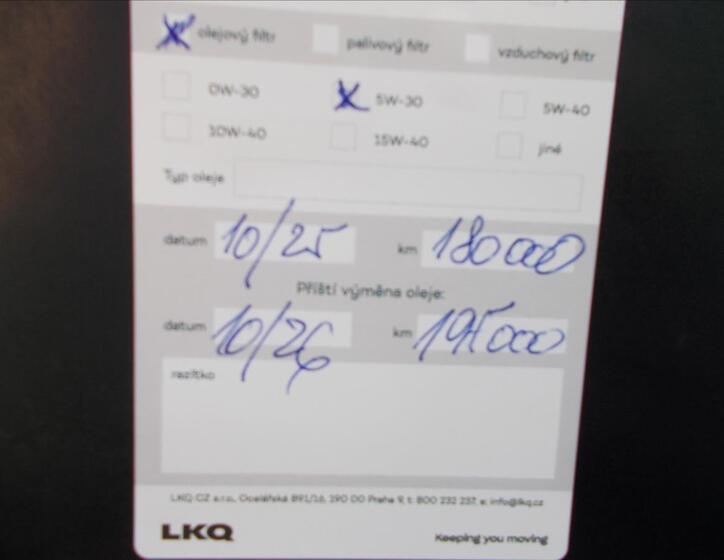 olejový filtr palivový filtr vzduchový filtr
0W-30 5W-30 5W-40
10W-40 15W-40 jiné
Typ oleje
datum 10/25 km 180000
Příští výměna oleje:
datum 10/26 km 195000
razítko
LKQ CZ s.r.o., Ocelářská 891/16, 190 00 Praha 9, t: 800 232 237, e: info@lkq.cz
LKQ Keeping you moving